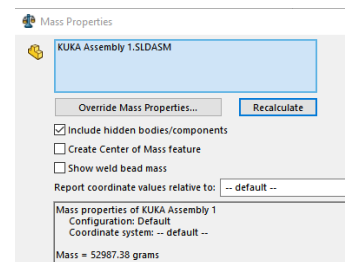 Mass Properties
KUKA Assembly 1.SLDASM
Override Mass Properties...
Recalculate
Include hidden bodies/components
Create Center of Mass feature
Show weld bead mass
Report coordinate values relative to: -- default --
Mass properties of KUKA Assembly 1
Configuration: Default
Coordinate system: -- default --
Mass = 52987.38 grams